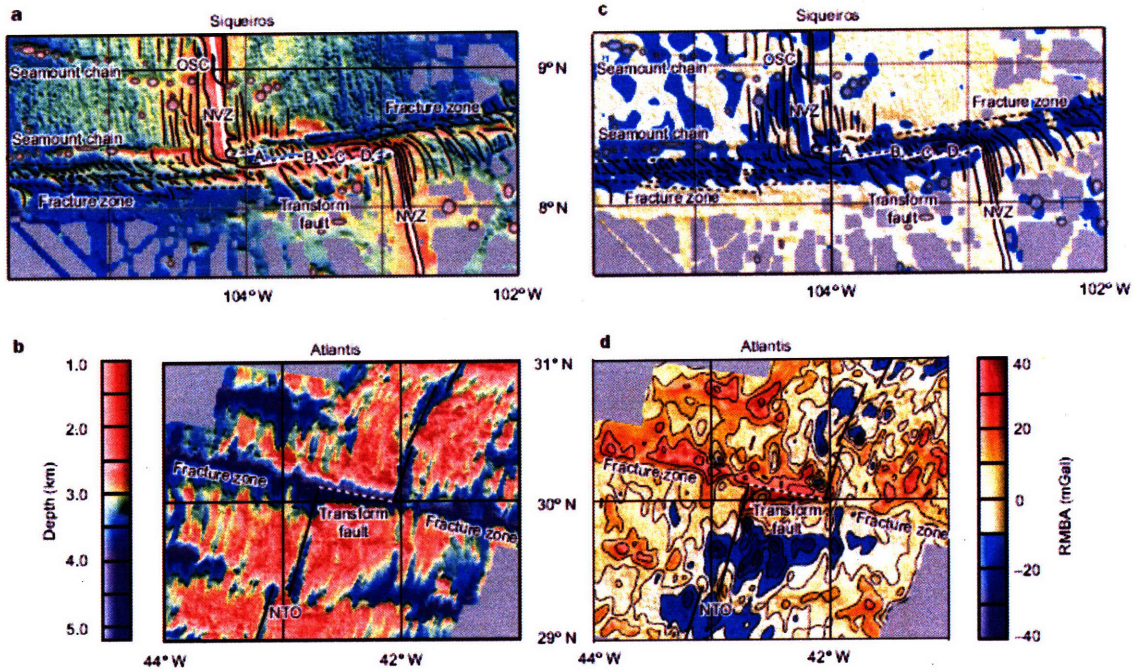 a
Siqueiros
Seamount chain
OSC
NVZ
Fracture zone
9° N
Seamount chain
A
B
C
D
Fracture zone
Transform
fault
NVZ
8° N
104° W
102° W
c
Siqueiros
Seamount chain
OSC
NVZ
Fracture zone
Seamount chain
A
B
C
D
Fracture zone
Transform
fault
NVZ
104° W
102° W
b
Atlantis
1.0
2.0
3.0
4.0
5.0
Depth (km)
Fracture zone
Transform
fault
Fracture zone
NTO
31° N
30° N
29° N
44° W
42° W
d
Atlantis
Fracture zone
Transform
fault
Fracture zone
NTO
44° W
42° W
40
20
0
–20
–40
RMBA (mGal)